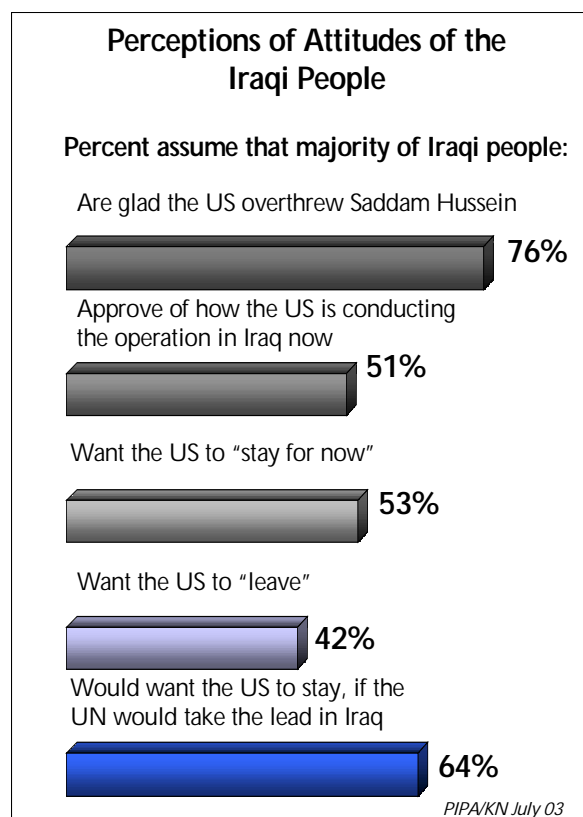 Perceptions of Attitudes of the
Iraqi People
Percent assume that majority of Iraqi people:
Are glad the US overthrew Saddam Hussein
76%
Approve of how the US is conducting
the operation in Iraq now
51%
Want the US to “stay for now”
53%
Want the US to “leave”
42%
Would want the US to stay, if the
UN would take the lead in Iraq
64%
PIPA/KN July 03